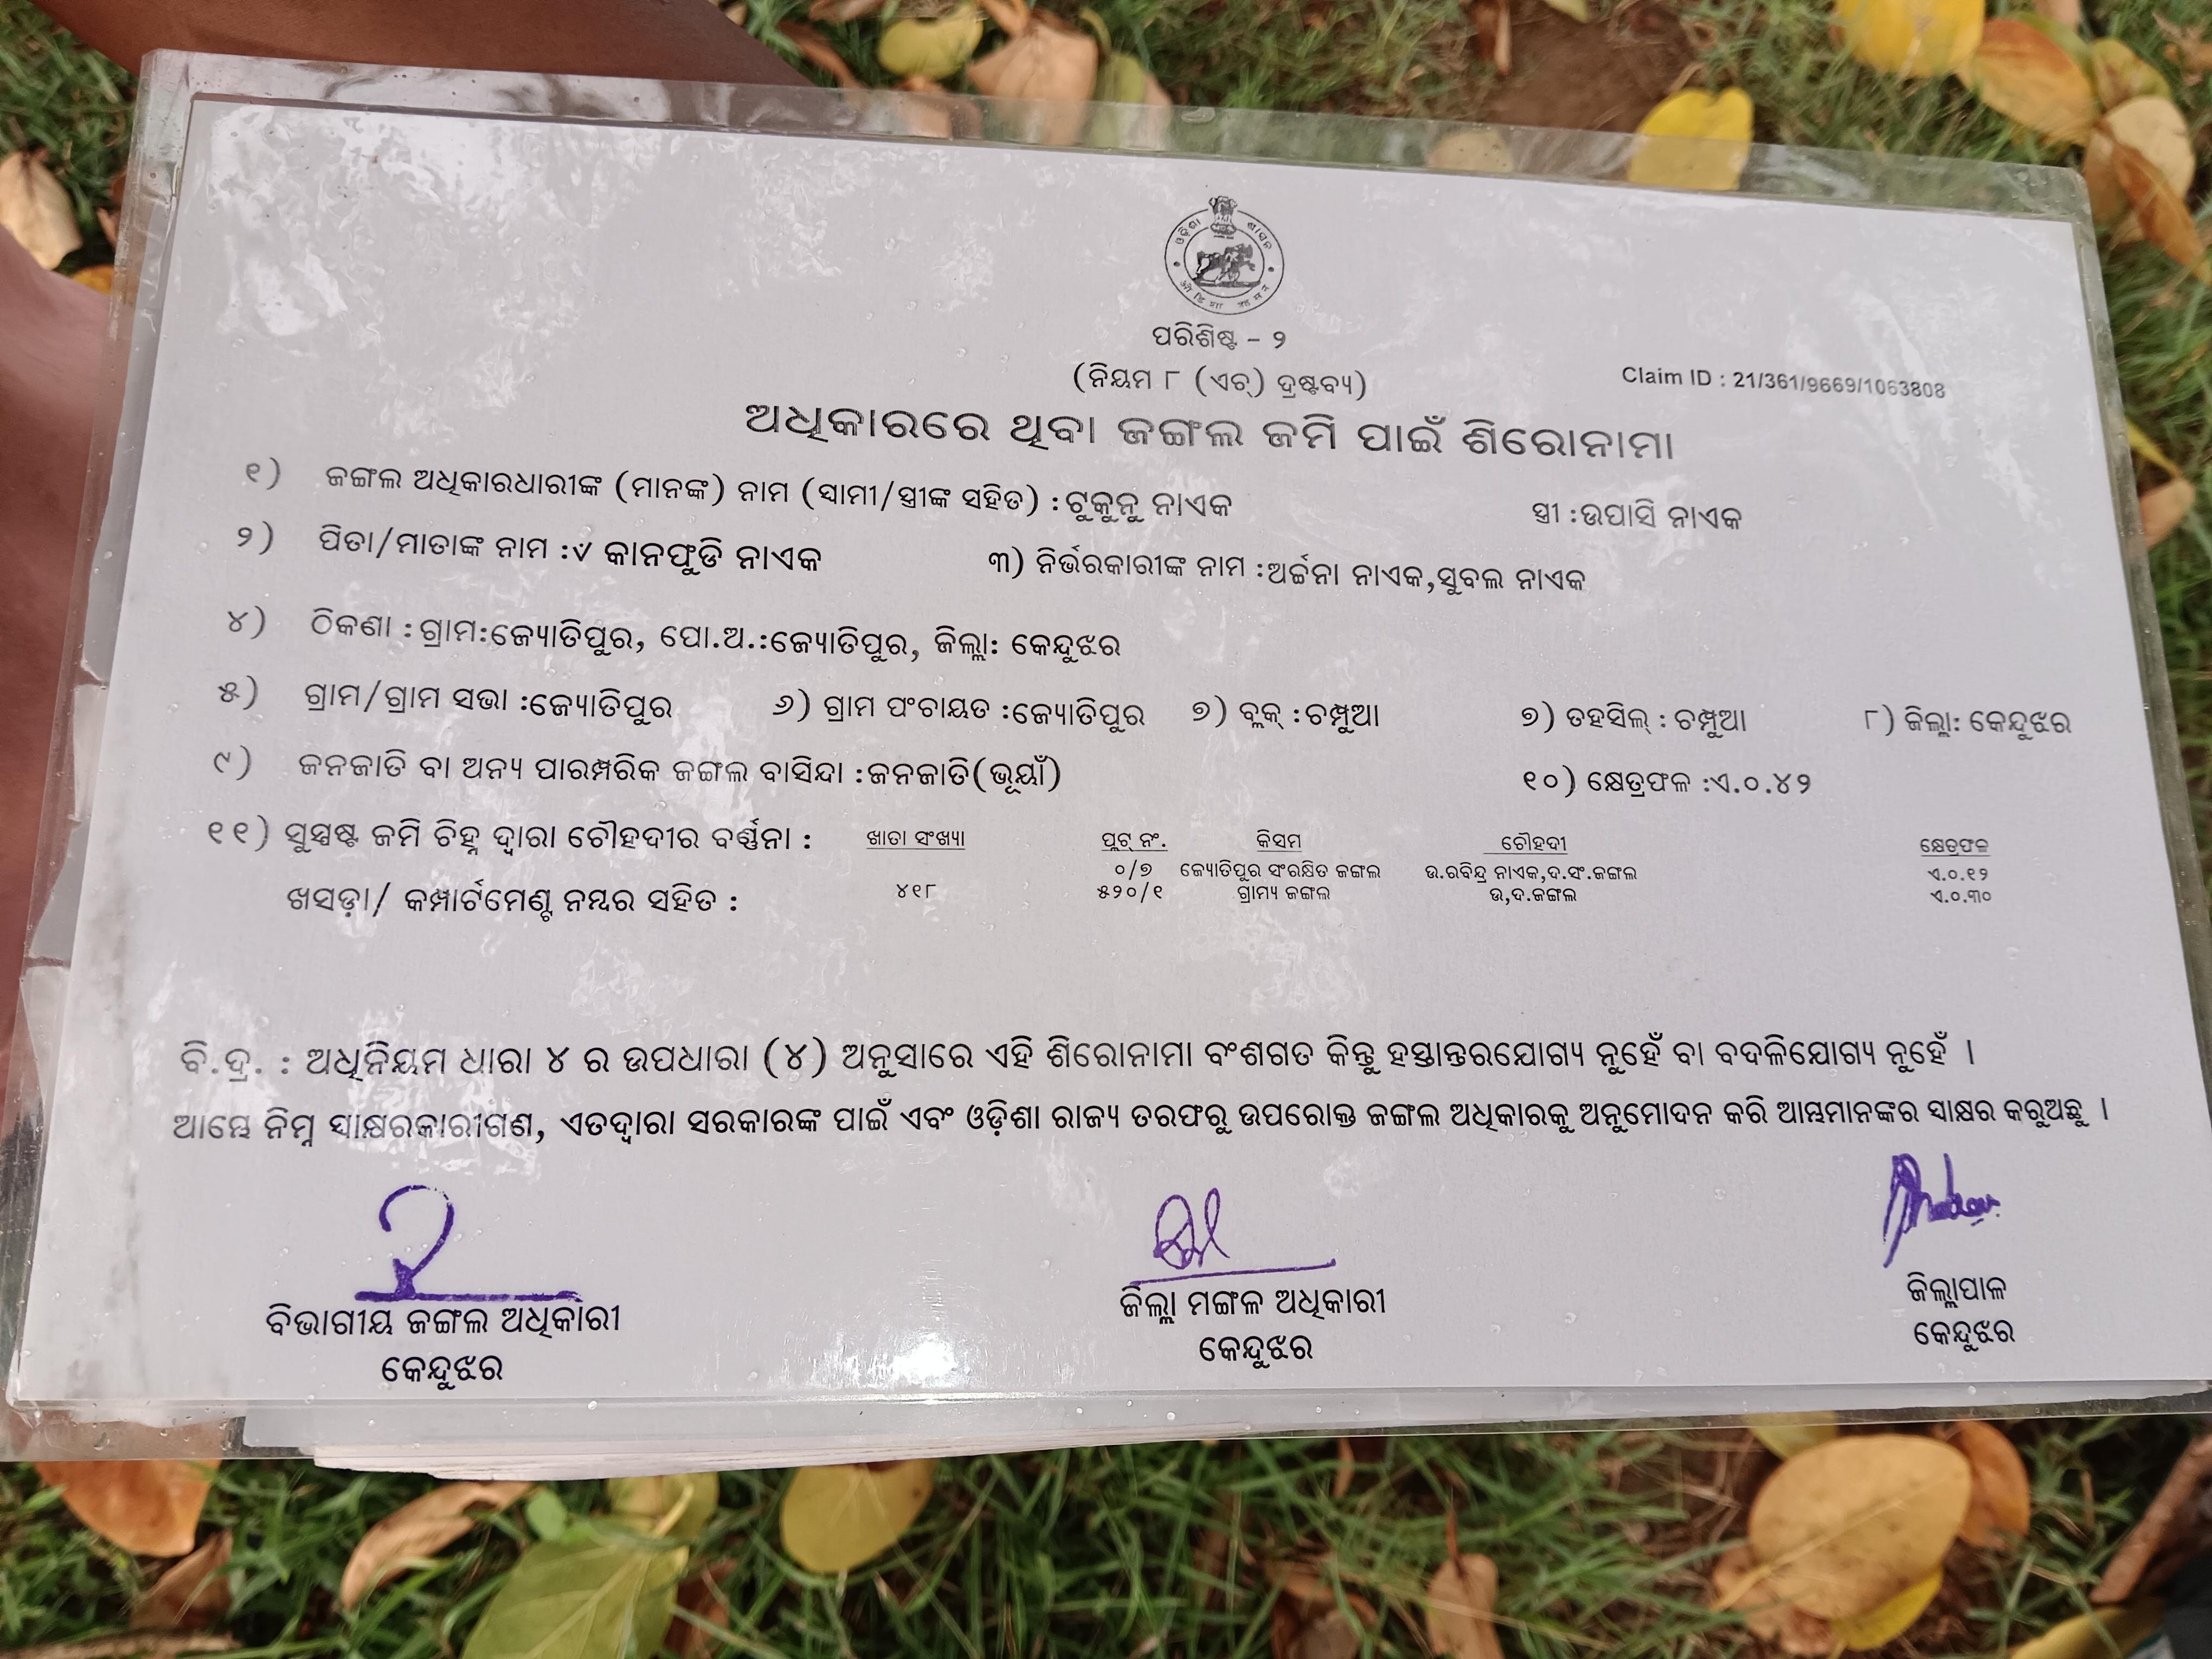 ଓଡ଼ିଶା ଶାସନ
ପରିଶିଷ୍ଟ - ୨
(ନିୟମ ୮ (ଏଚ୍) ଦ୍ରଷ୍ଟବ୍ୟ)
Claim ID : 21/361/9669/1063808
ଅଧିକାରରେ ଥିବା ଜଙ୍ଗଲ ଜମି ପାଇଁ ଶିରୋନାମା
୧) ଜଙ୍ଗଲ ଅଧିକାରଧାରୀଙ୍କ (ମାନଙ୍କ) ନାମ (ସ୍ୱାମୀ/ସ୍ତ୍ରୀଙ୍କ ସହିତ) : ଟୁକୁନୁ ନାଏକ ସ୍ତ୍ରୀ :ଉପାସି ନାଏକ
୨) ପିତା/ମାତାଙ୍କ ନାମ :√ କାନଫୁଡି ନାଏକ ୩) ନିର୍ଭରକାରୀଙ୍କ ନାମ :ଅର୍ଚ୍ଚନା ନାଏକ,ସୁବଲ ନାଏକ
୪) ଠିକଣା : ଗ୍ରାମ:ଜ୍ୟୋତିପୁର, ପୋ.ଅ.:ଜ୍ୟୋତିପୁର, ଜିଲ୍ଲା: କେନ୍ଦୁଝର
୫) ଗ୍ରାମ/ଗ୍ରାମ ସଭା :ଜ୍ୟୋତିପୁର ୬) ଗ୍ରାମ ପଂଚାୟତ :ଜ୍ୟୋତିପୁର ୭) ବ୍ଲକ୍ : ଚମ୍ପୁଆ ୭) ତହସିଲ୍ : ଚମ୍ପୁଆ ୮) ଜିଲ୍ଲା: କେନ୍ଦୁଝର
୯) ଜନଜାତି ବା ଅନ୍ୟ ପାରମ୍ପରିକ ଜଙ୍ଗଲ ବାସିନ୍ଦା :ଜନଜାତି(ଭୂୟାଁ) ୧୦) କ୍ଷେତ୍ରଫଳ :ଏ.୦.୪୨
୧୧) ସୁସ୍ପଷ୍ଟ ଜମି ଚିହ୍ନ ଦ୍ୱାରା ଚୌହଦୀର ବର୍ଣ୍ଣନା : ଖାତା ସଂଖ୍ୟା ପ୍ଲଟ୍ ନଂ. କିସମ ଚୌହଦୀ କ୍ଷେତ୍ରଫଳ
୦/୭ ଜ୍ୟୋତିପୁର ସଂରକ୍ଷିତ ଜଙ୍ଗଲ ଉ.ରବିନ୍ଦ୍ର ନାଏକ,ଦ.ସଂ.ଜଙ୍ଗଲ ଏ.୦.୧୨
ଖସଡ଼ା/ କମ୍ପାର୍ଟମେଣ୍ଟ ନମ୍ବର ସହିତ : ୪୧୮ ୫୨୦/୧ ଗ୍ରାମ୍ୟ ଜଙ୍ଗଲ ଉ,ଦ.ଜଙ୍ଗଲ ଏ.୦.୩୦
ବି.ଦ୍ର. : ଅଧିନିୟମ ଧାରା ୪ ର ଉପଧାରା (୪) ଅନୁସାରେ ଏହି ଶିରୋନାମା ବଂଶଗତ କିନ୍ତୁ ହସ୍ତାନ୍ତରଯୋଗ୍ୟ ନୁହେଁ ବା ବଦଳିଯୋଗ୍ୟ ନୁହେଁ ।
ଆମ୍ଭେ ନିମ୍ନ ସାକ୍ଷରକାରୀଗଣ, ଏତଦ୍ୱାରା ସରକାରଙ୍କ ପାଇଁ ଏବଂ ଓଡ଼ିଶା ରାଜ୍ୟ ତରଫରୁ ଉପରୋକ୍ତ ଜଙ୍ଗଲ ଅଧିକାରକୁ ଅନୁମୋଦନ କରି ଆମ୍ଭମାନଙ୍କର ସାକ୍ଷର କରୁଅଛୁ ।
ବିଭାଗୀୟ ଜଙ୍ଗଲ ଅଧିକାରୀ ଜିଲ୍ଲା ମଙ୍ଗଳ ଅଧିକାରୀ ଜିଲ୍ଲାପାଳ
କେନ୍ଦୁଝର କେନ୍ଦୁଝର କେନ୍ଦୁଝର